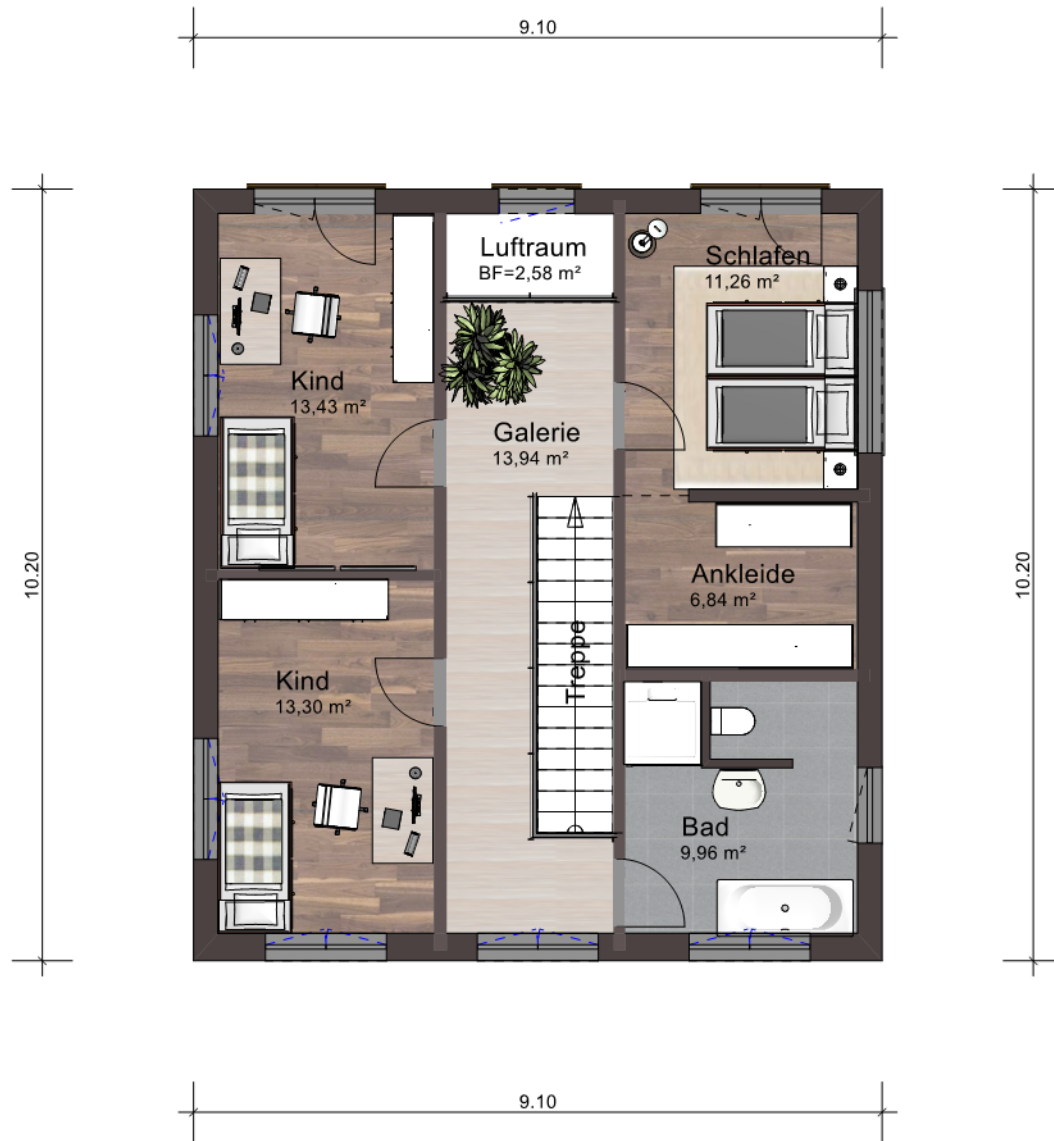 9.10
Luftraum
BF=2,58 m²
Schlafen
11,26 m²
Kind
13,43 m²
Galerie
13,94 m²
10.20
10.20
Ankleide
6,84 m²
Treppe
Kind
13,30 m²
Bad
9,96 m²
9.10